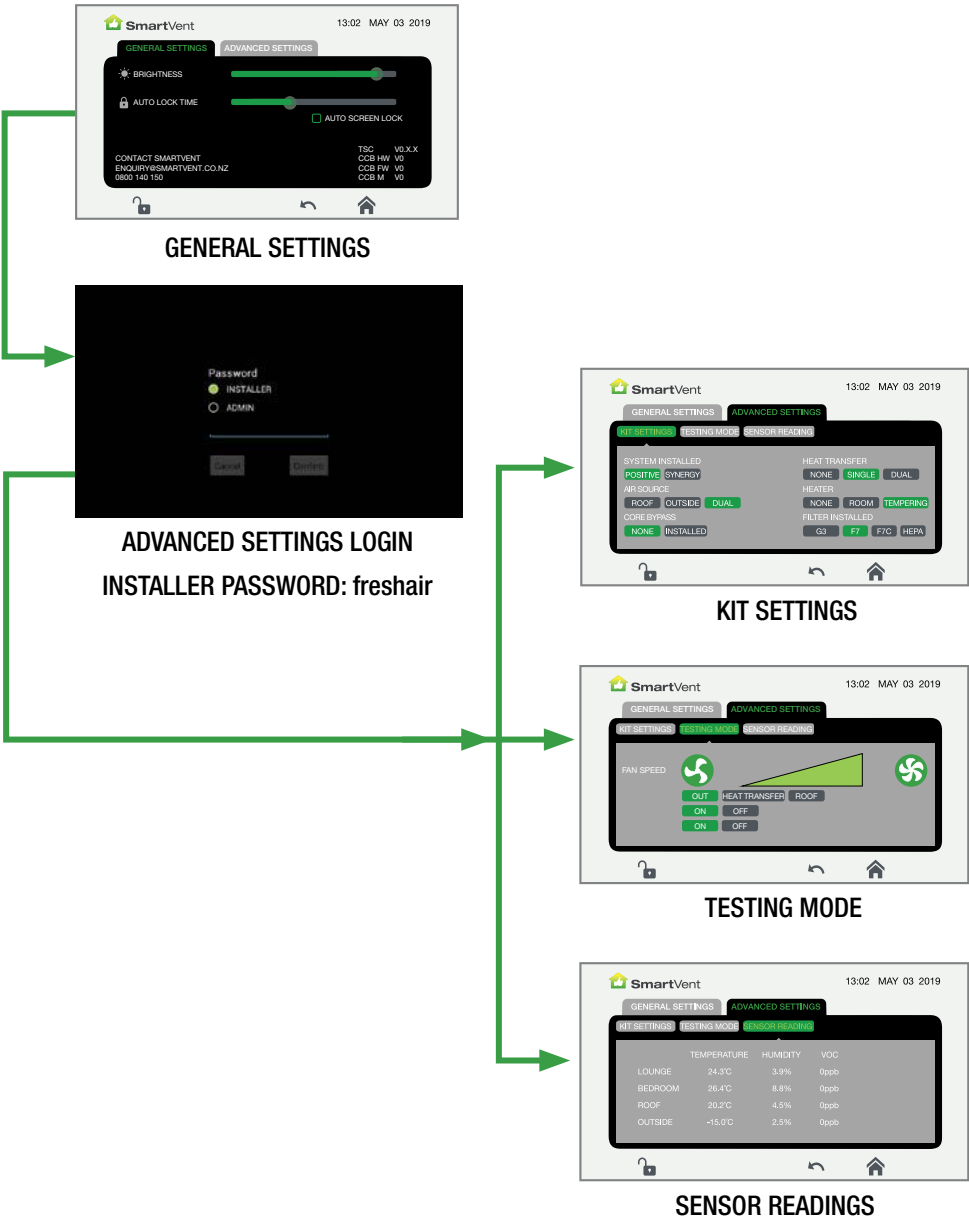 SmartVent 13:02 MAY 03 2019
GENERAL SETTINGS ADVANCED SETTINGS
BRIGHTNESS
AUTO LOCK TIME
AUTO SCREEN LOCK
TSC V0.X.X
CONTACT SMARTVENT CCB HW V0
ENQUIRY@SMARTVENT.CO.NZ CCB FW V0
0800 140 150 CCB M V0
GENERAL SETTINGS
Password
INSTALLER
ADMIN
Cancel Confirm
ADVANCED SETTINGS LOGIN
INSTALLER PASSWORD: freshair
SmartVent 13:02 MAY 03 2019
GENERAL SETTINGS ADVANCED SETTINGS
KIT SETTINGS TESTING MODE SENSOR READING
SYSTEM INSTALLED HEAT TRANSFER
POSITIVE SYNERGY NONE SINGLE DUAL
AIR SOURCE HEATER
ROOF OUTSIDE DUAL NONE ROOM TEMPERING
CORE BYPASS FILTER INSTALLED
NONE INSTALLED G3 F7 F7C HEPA
KIT SETTINGS
SmartVent 13:02 MAY 03 2019
GENERAL SETTINGS ADVANCED SETTINGS
KIT SETTINGS TESTING MODE SENSOR READING
FAN SPEED
OUT HEAT TRANSFER ROOF
ON OFF
ON OFF
TESTING MODE
SmartVent 13:02 MAY 03 2019
GENERAL SETTINGS ADVANCED SETTINGS
KIT SETTINGS TESTING MODE SENSOR READING
TEMPERATURE HUMIDITY VOC
LOUNGE 24.3°C 3.9% 0ppb
BEDROOM 26.4°C 8.8% 0ppb
ROOF 20.2°C 4.5% 0ppb
OUTSIDE -15.0°C 2.5% 0ppb
SENSOR READINGS